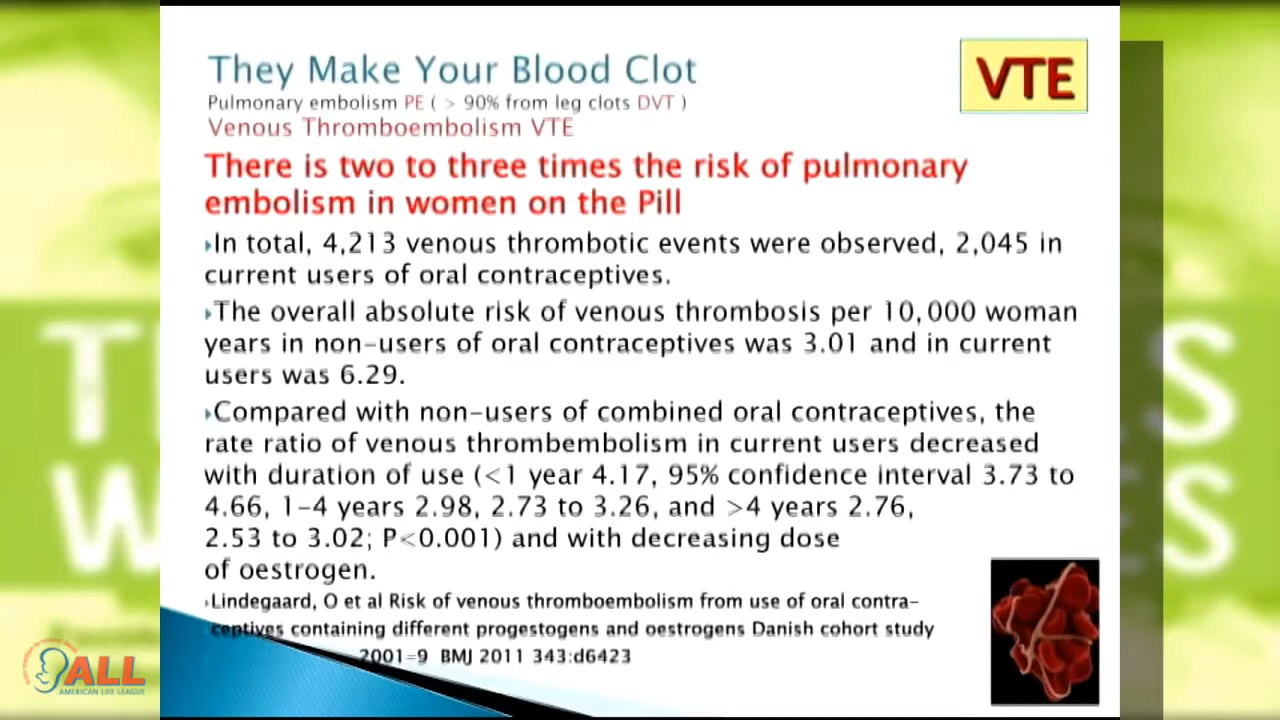 They Make Your Blood Clot
VTE
Pulmonary embolism PE ( > 90% from leg clots DVT )
Venous Thromboembolism VTE
There is two to three times the risk of pulmonary
embolism in women on the Pill
In total, 4,213 venous thrombotic events were observed, 2,045 in
current users of oral contraceptives.
The overall absolute risk of venous thrombosis per 10,000 woman
years in non-users of oral contraceptives was 3.01 and in current
users was 6.29.
Compared with non-users of combined oral contraceptives, the
rate ratio of venous thrombembolism in current users decreased
with duration of use (<1 year 4.17, 95% confidence interval 3.73 to
4.66, 1-4 years 2.98, 2.73 to 3.26, and >4 years 2.76,
2.53 to 3.02; P<0.001) and with decreasing dose
of oestrogen.
Lindegaard, O et al Risk of venous thromboembolism from use of oral contra-
ceptives containing different progestogens and oestrogens Danish cohort study
2001=9 BMJ 2011 343:d6423
ALL
AMERICAN LIFE LEAGUE